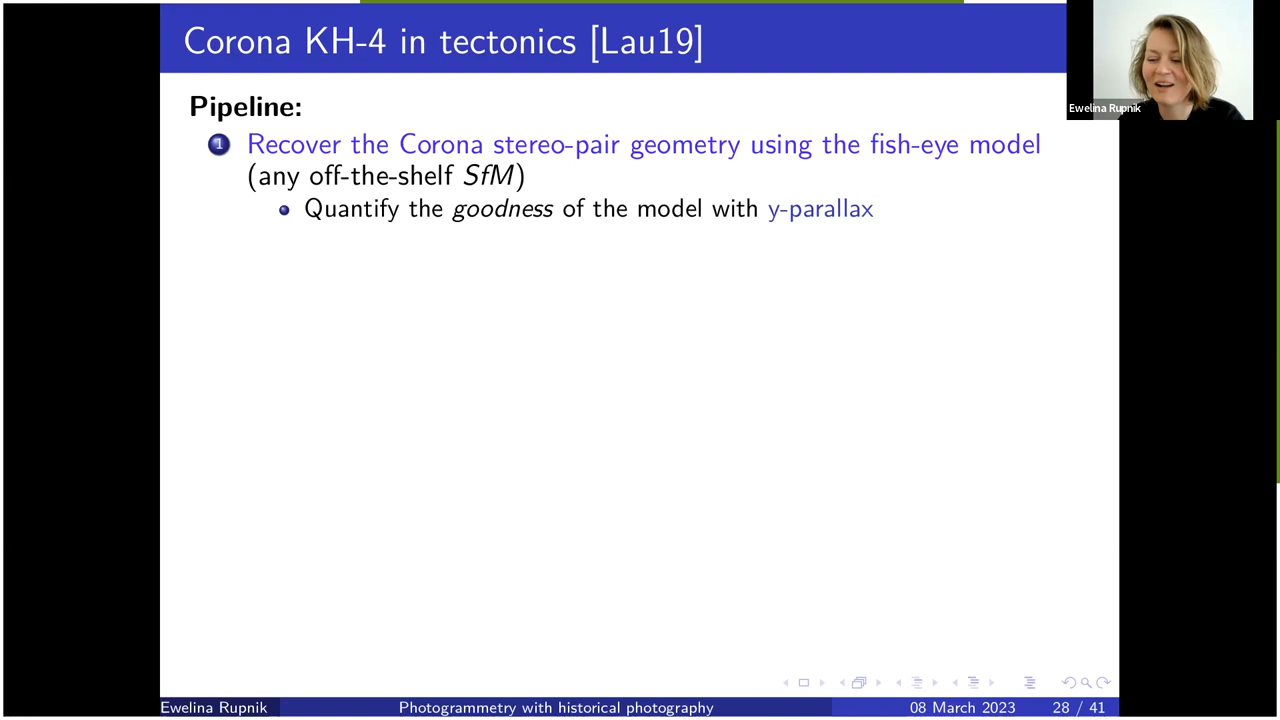 Corona KH-4 in tectonics [Lau19]
Ewelina Rupnik
Pipeline:
1 Recover the Corona stereo-pair geometry using the fish-eye model
(any off-the-shelf SfM)
Quantify the goodness of the model with y-parallax
Ewelina Rupnik
Photogrammetry with historical photography
08 March 2023
28 / 41